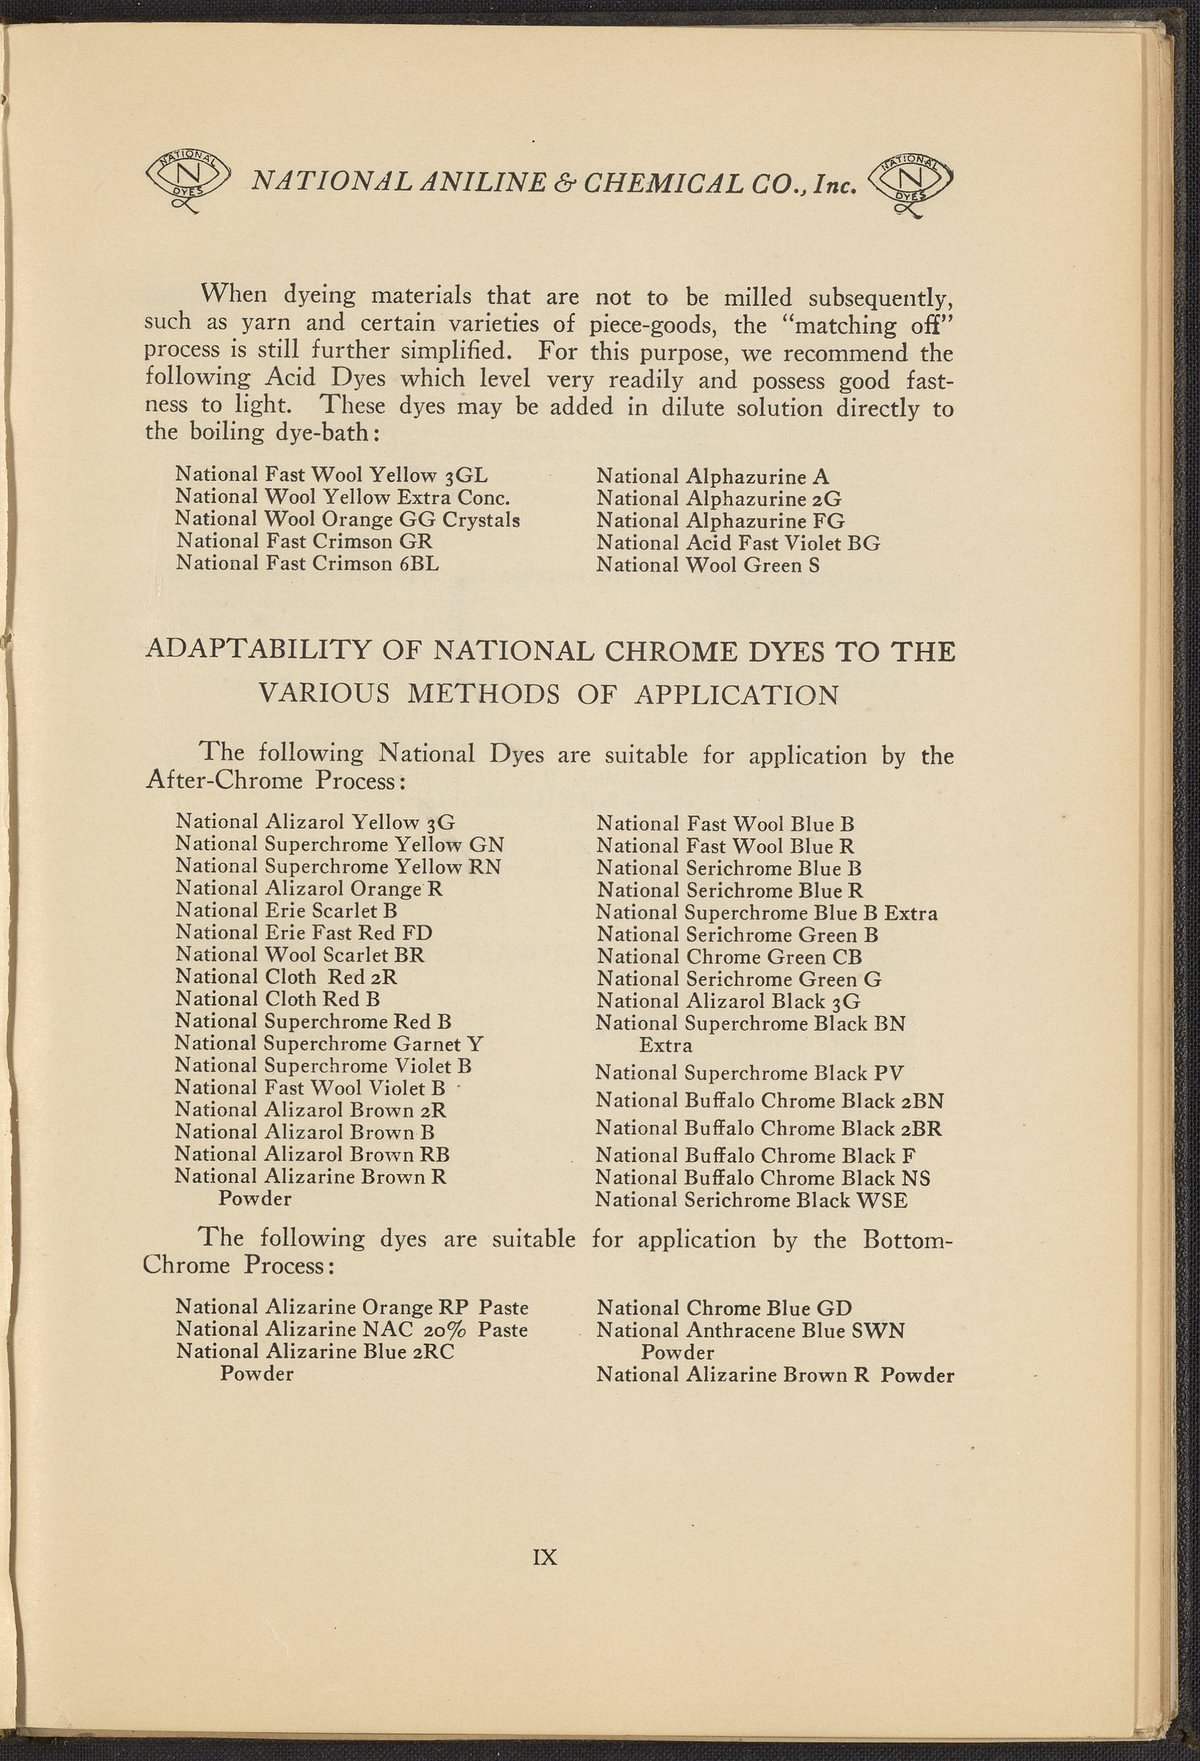 NATIONAL
N
DYES
NATIONAL ANILINE & CHEMICAL CO., Inc.
NATIONAL
N
DYES
When dyeing materials that are not to be milled subsequently,
such as yarn and certain varieties of piece-goods, the “matching off”
process is still further simplified. For this purpose, we recommend the
following Acid Dyes which level very readily and possess good fast-
ness to light. These dyes may be added in dilute solution directly to
the boiling dye-bath:
National Fast Wool Yellow 3GL
National Wool Yellow Extra Conc.
National Wool Orange GG Crystals
National Fast Crimson GR
National Fast Crimson 6BL
National Alphazurine A
National Alphazurine 2G
National Alphazurine FG
National Acid Fast Violet BG
National Wool Green S
ADAPTABILITY OF NATIONAL CHROME DYES TO THE
VARIOUS METHODS OF APPLICATION
The following National Dyes are suitable for application by the
After-Chrome Process:
National Alizarol Yellow 3G
National Superchrome Yellow GN
National Superchrome Yellow RN
National Alizarol Orange R
National Erie Scarlet B
National Erie Fast Red FD
National Wool Scarlet BR
National Cloth Red 2R
National Cloth Red B
National Superchrome Red B
National Superchrome Garnet Y
National Superchrome Violet B
National Fast Wool Violet B
National Alizarol Brown 2R
National Alizarol Brown B
National Alizarol Brown RB
National Alizarine Brown R
Powder
National Fast Wool Blue B
National Fast Wool Blue R
National Serichrome Blue B
National Serichrome Blue R
National Superchrome Blue B Extra
National Serichrome Green B
National Chrome Green CB
National Serichrome Green G
National Alizarol Black 3G
National Superchrome Black BN
Extra
National Superchrome Black PV
National Buffalo Chrome Black 2BN
National Buffalo Chrome Black 2BR
National Buffalo Chrome Black F
National Buffalo Chrome Black NS
National Serichrome Black WSE
The following dyes are suitable for application by the Bottom-
Chrome Process:
National Alizarine Orange RP Paste
National Alizarine NAC 20% Paste
National Alizarine Blue 2RC
Powder
National Chrome Blue GD
National Anthracene Blue SWN
Powder
National Alizarine Brown R Powder
IX